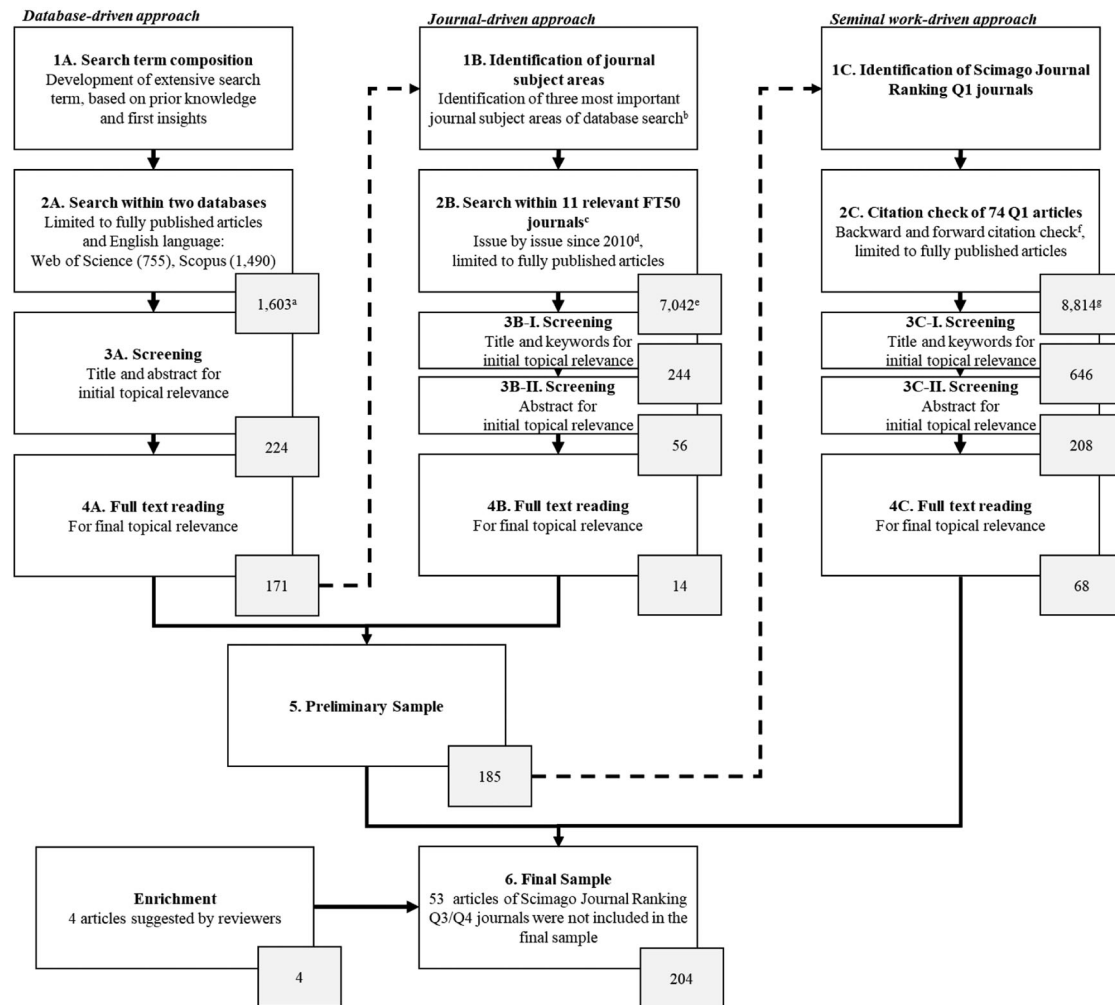 Database-driven approach
1A. Search term composition
Development of extensive search
term, based on prior knowledge
and first insights
2A. Search within two databases
Limited to fully published articles
and English language:
Web of Science (755), Scopus (1,490)
1,603ᵃ
3A. Screening
Title and abstract for
initial topical relevance
224
4A. Full text reading
For final topical relevance
171
Journal-driven approach
1B. Identification of journal
subject areas
Identification of three most important
journal subject areas of database searchᵇ
2B. Search within 11 relevant FT50
journalsᶜ
Issue by issue since 2010ᵈ,
limited to fully published articles
7,042ᵉ
3B-I. Screening
Title and keywords for
initial topical relevance
244
3B-II. Screening
Abstract for
initial topical relevance
56
4B. Full text reading
For final topical relevance
14
Seminal work-driven approach
1C. Identification of Scimago Journal
Ranking Q1 journals
2C. Citation check of 74 Q1 articles
Backward and forward citation checkᶠ,
limited to fully published articles
8,814ᵍ
3C-I. Screening
Title and keywords for
initial topical relevance
646
3C-II. Screening
Abstract for
initial topical relevance
208
4C. Full text reading
For final topical relevance
68
5. Preliminary Sample
185
Enrichment
4 articles suggested by reviewers
4
6. Final Sample
53 articles of Scimago Journal Ranking
Q3/Q4 journals were not included in the
final sample
204